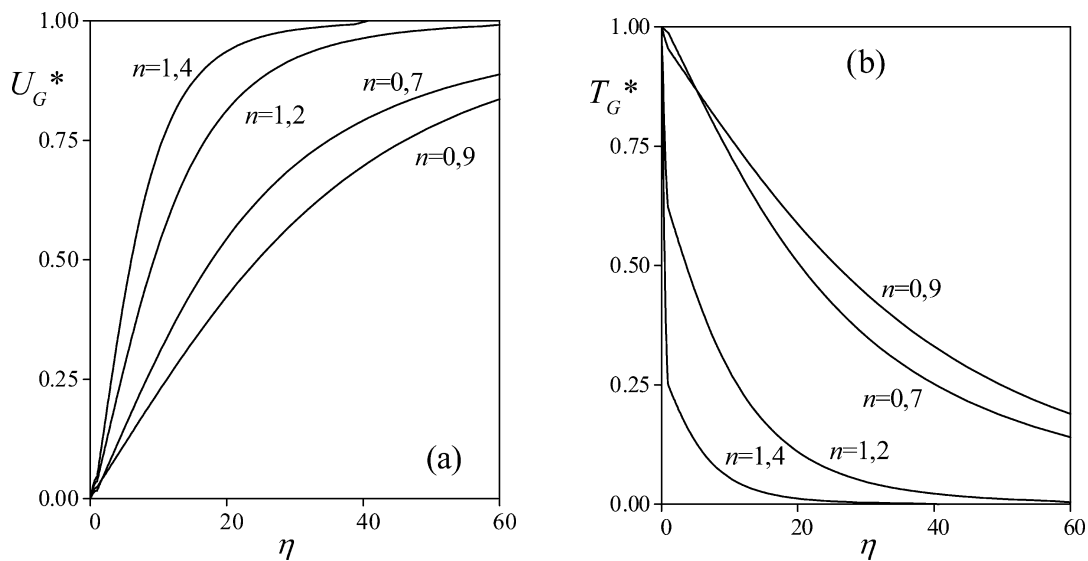 1.00
n=1,4
n=0,7
U_G*
n=1,2
0.75
n=0,9
0.50
0.25
(a)
0.00
0 20 40 60
η
1.00
(b)
T_G*
0.75
0.50
n=0,9
0.25
n=0,7
n=1,4 n=1,2
0.00
0 20 40 60
η